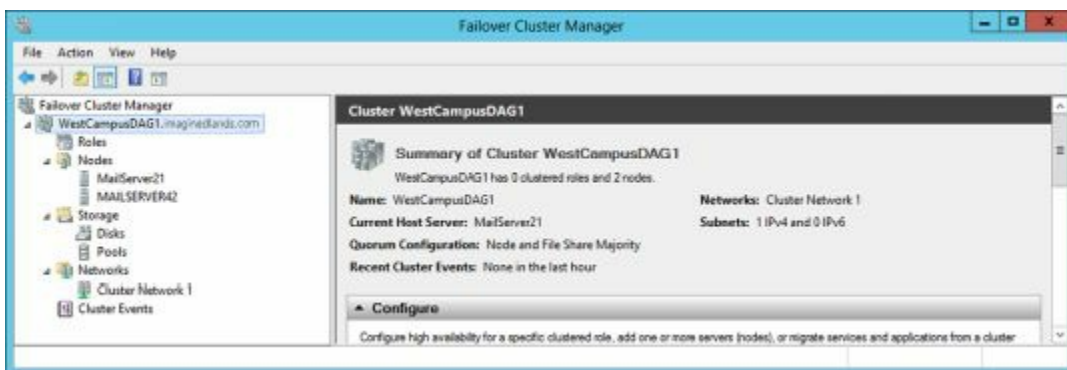 Failover Cluster Manager
File Action View Help
Failover Cluster Manager
WestCampusDAG1.imaginedlands.com
Roles
Nodes
MailServer21
MAILSERVER42
Storage
Disks
Pools
Networks
Cluster Network 1
Cluster Events
Cluster WestCampusDAG1
Summary of Cluster WestCampusDAG1
WestCampusDAG1 has 0 clustered roles and 2 nodes.
Name: WestCampusDAG1
Networks: Cluster Network 1
Current Host Server: MailServer21
Subnets: 1 IPv4 and 0 IPv6
Quorum Configuration: Node and File Share Majority
Recent Cluster Events: None in the last hour
Configure
Configure high availability for a specific clustered role, add one or more servers (nodes), or migrate services and applications from a cluster